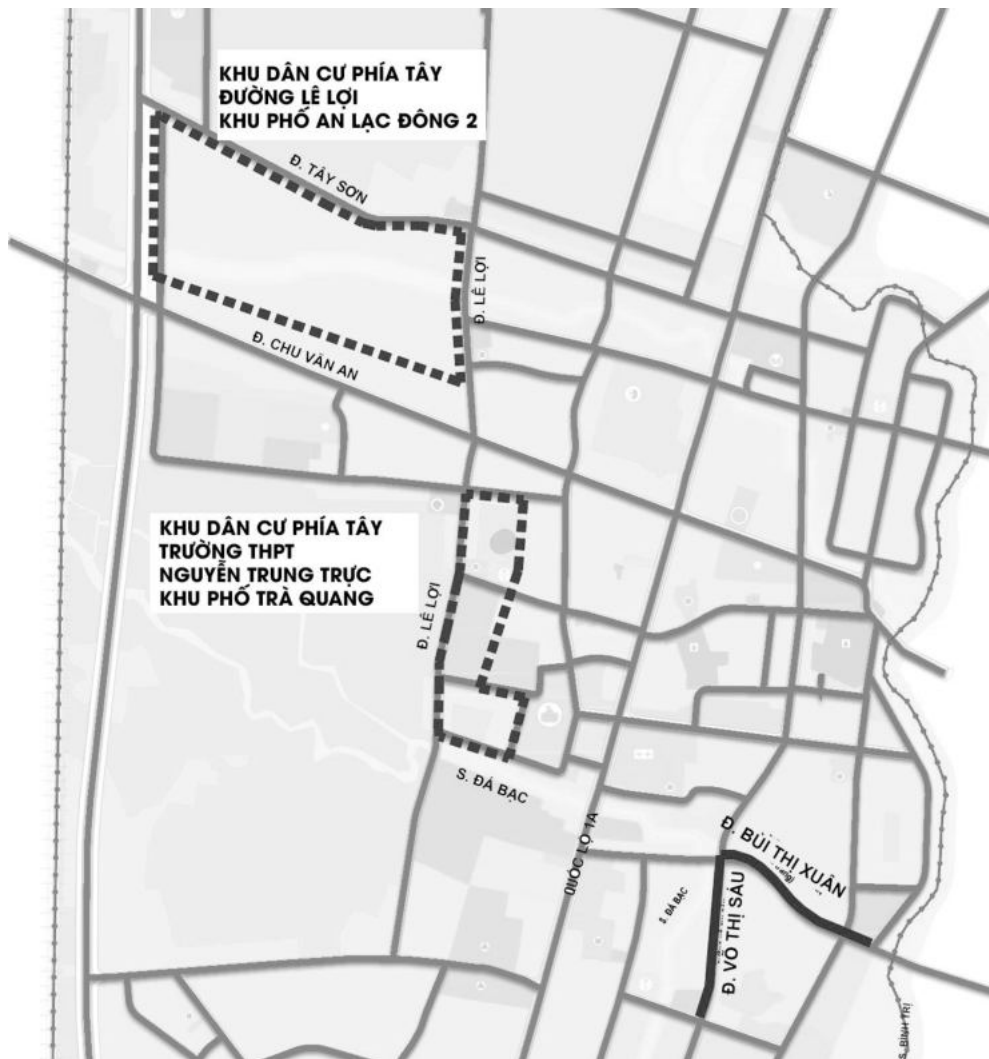 KHU DÂN CƯ PHÍA TÂY
ĐƯỜNG LÊ LỢI
KHU PHỐ AN LẠC ĐÔNG 2
Đ. TÂY SƠN
Đ. LÊ LỢI
Đ. CHU VĂN AN
KHU DÂN CƯ PHÍA TÂY
TRƯỜNG THPT
NGUYỄN TRUNG TRỰC
KHU PHỐ TRÀ QUANG
Đ. LÊ LỢI
S. ĐÁ BẠC
QUỐC LỘ 1A
Đ. BÙI THỊ XUÂN
S. ĐÁ BẠC
Đ. VÕ THỊ SÁU
S. BÌNH TRỊ